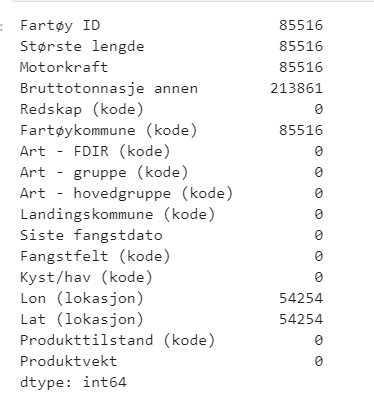 Fartøy ID 85516
Største lengde 85516
Motorkraft 85516
Bruttotonnasje annen 213861
Redskap (kode) 0
Fartøykommune (kode) 85516
Art - FDIR (kode) 0
Art - gruppe (kode) 0
Art - hovedgruppe (kode) 0
Landingskommune (kode) 0
Siste fangstdato 0
Fangstfelt (kode) 0
Kyst/hav (kode) 0
Lon (lokasjon) 54254
Lat (lokasjon) 54254
Produkttilstand (kode) 0
Produktvekt 0
dtype: int64